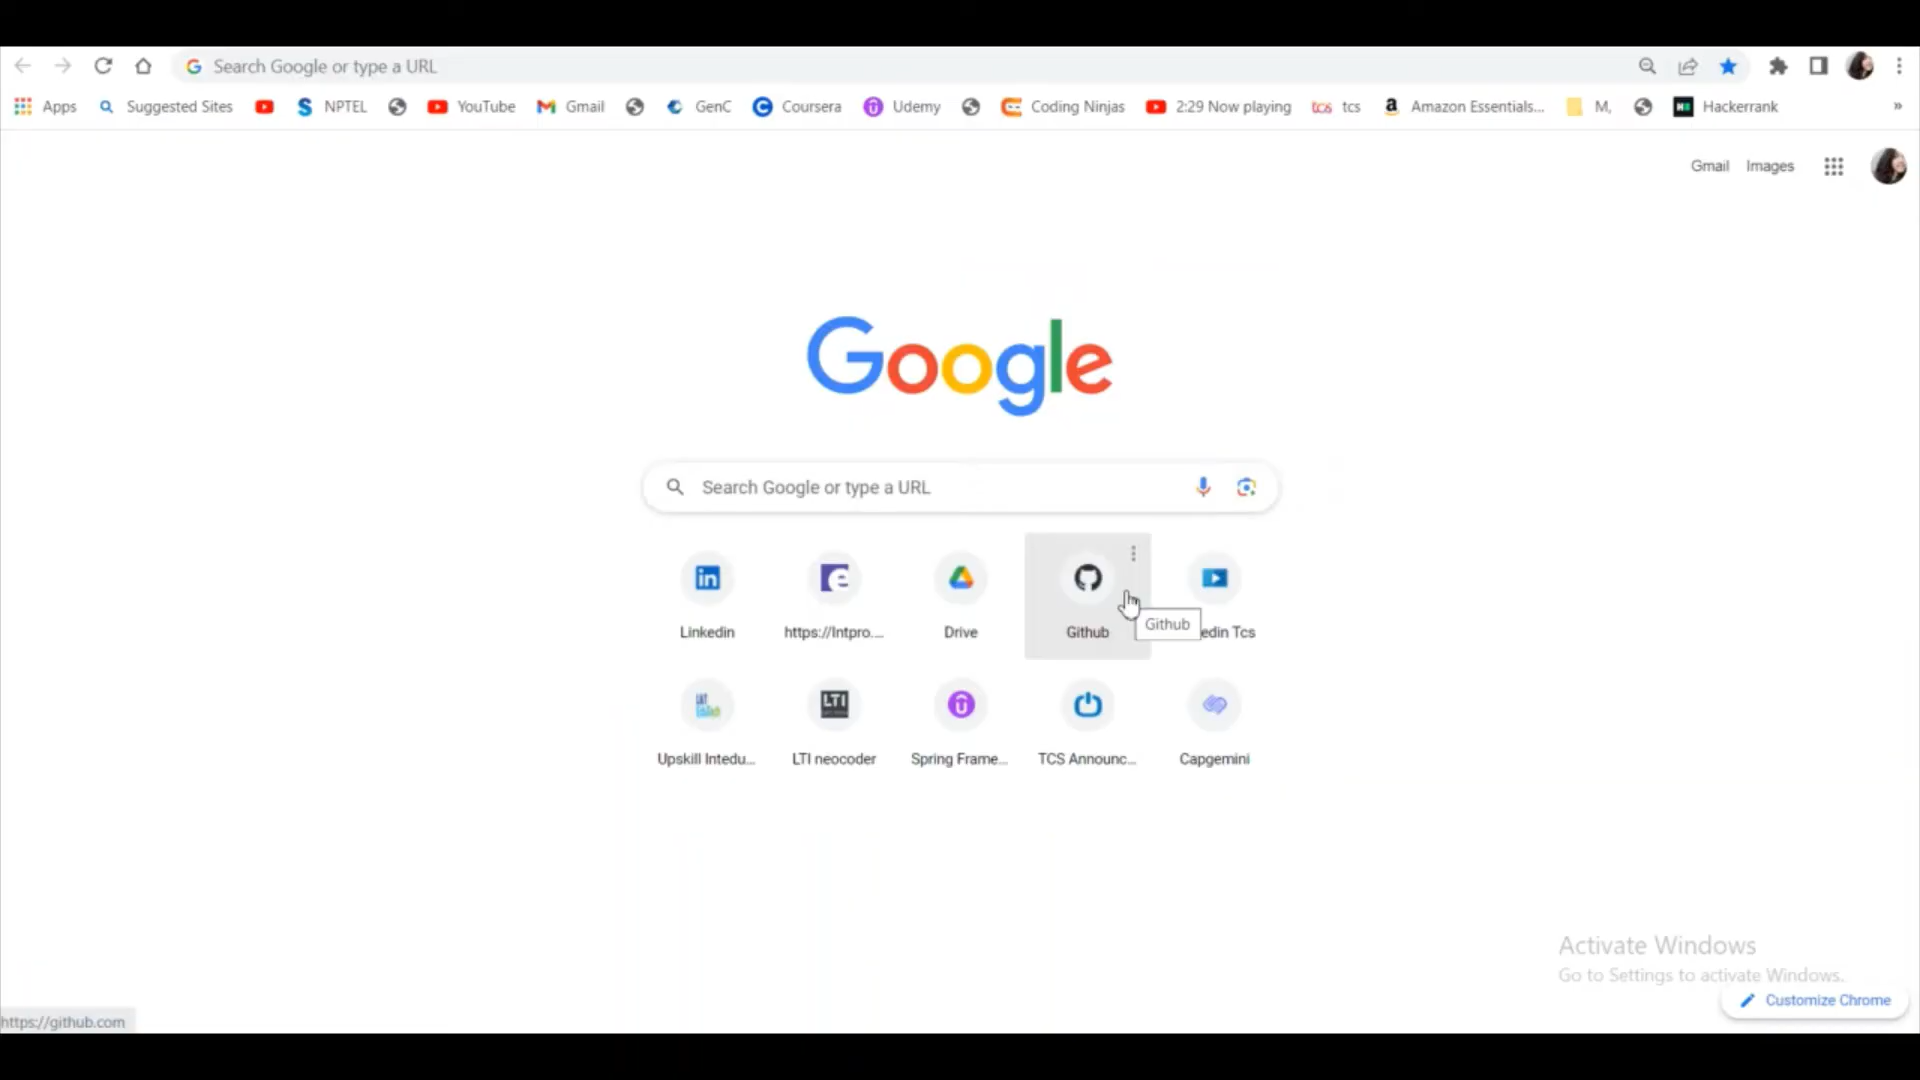 Search Google or type a URL
Apps Suggested Sites NPTEL YouTube Gmail GenC Coursera Udemy Coding Ninjas 2:29 Now playing tcs tcs Amazon Essentials... M, Hackerrank »
Gmail Images
Google
Search Google or type a URL
Linkedin https://lntpro.... Drive Github edin Tcs
Github
LTI
Upskill Intedu... LTI neocoder Spring Frame... TCS Announc... Capgemini
Activate Windows
Go to Settings to activate Windows.
Customize Chrome
https://github.com